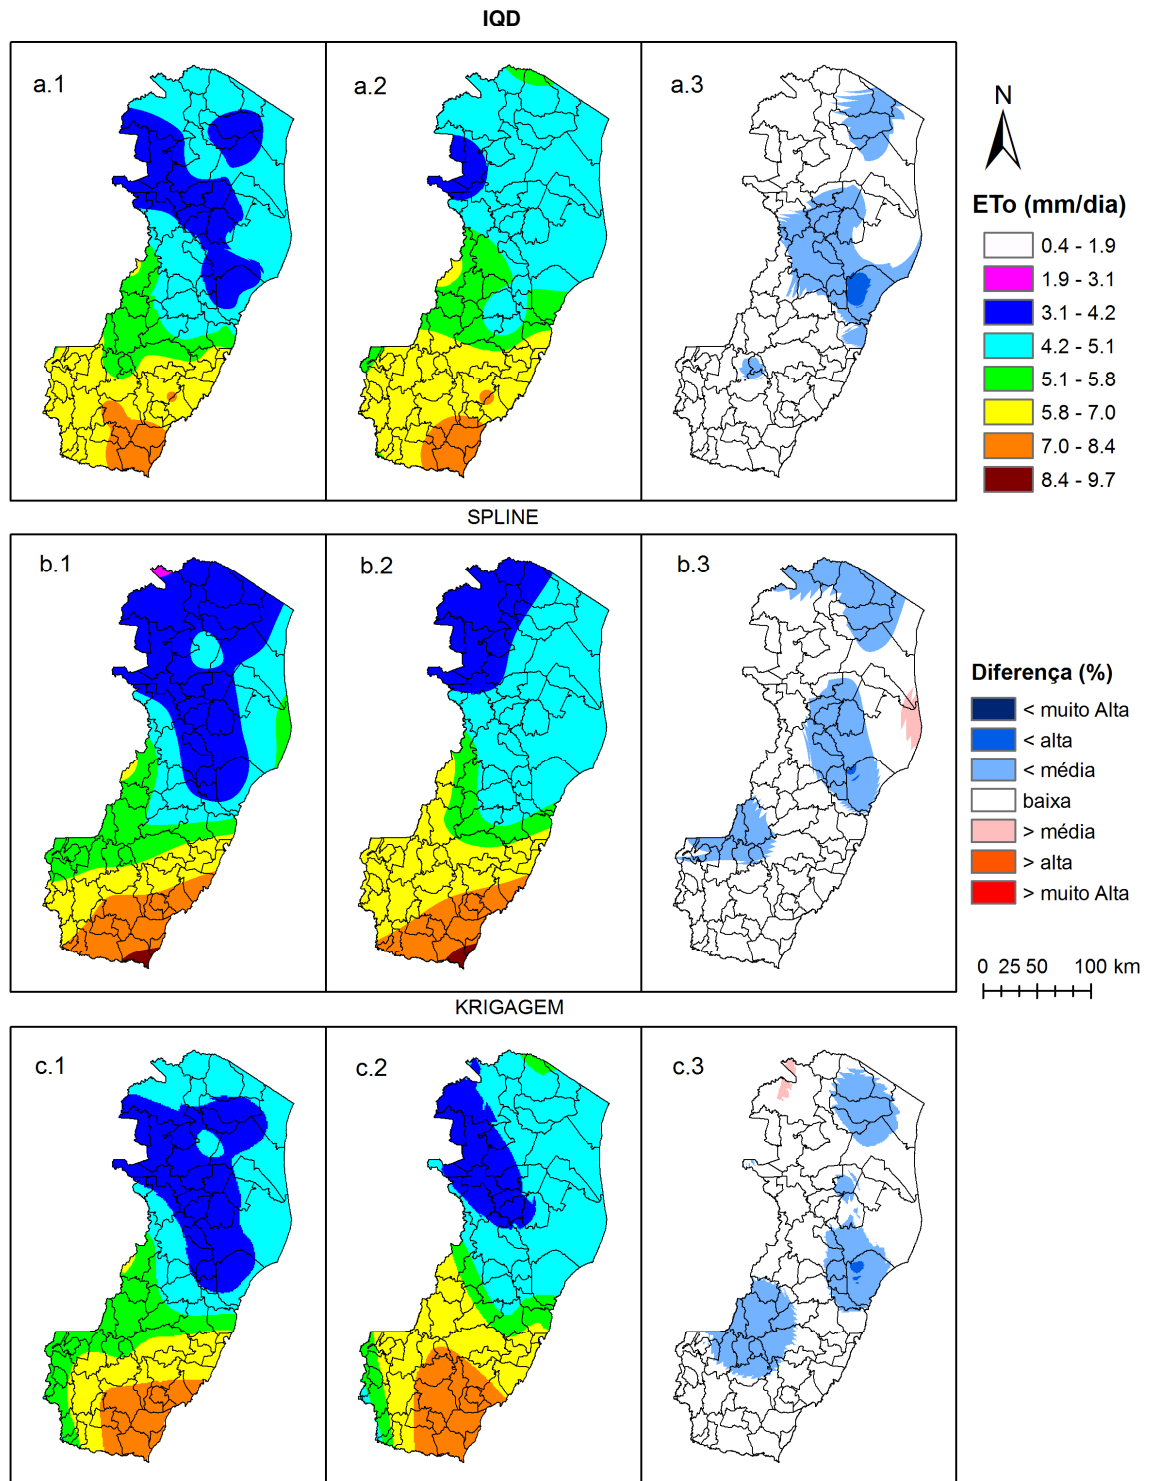 IQD
a.1
a.2
a.3
N
ETo (mm/dia)
0.4 - 1.9
1.9 - 3.1
3.1 - 4.2
4.2 - 5.1
5.1 - 5.8
5.8 - 7.0
7.0 - 8.4
8.4 - 9.7
SPLINE
b.1
b.2
b.3
Diferença (%)
< muito Alta
< alta
< média
baixa
> média
> alta
> muito Alta
0 25 50 100 km
KRIGAGEM
c.1
c.2
c.3